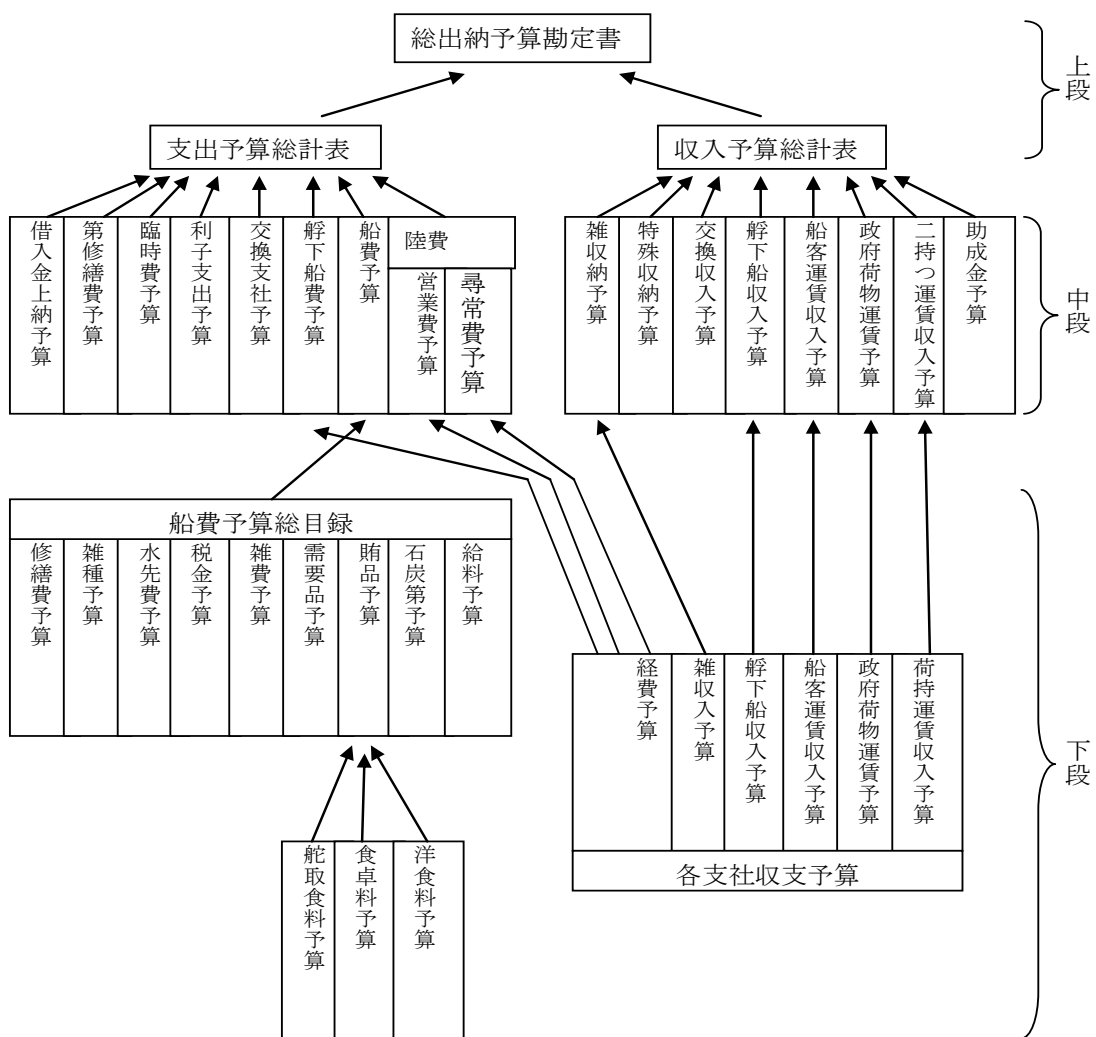 総出納予算勘定書
上段
支出予算総計表
収入予算総計表
借入金上納予算
第修繕費予算
臨時費予算
利子支出予算
交換支社予算
艀下船費予算
船費予算
陸費
営業費予算
尋常費予算
雑収納予算
特殊収納予算
交換収入予算
艀下船収入予算
船客運賃収入予算
政府荷物運賃予算
二持つ運賃収入予算
助成金予算
中段
船費予算総目録
修繕費予算
雑種予算
水先費予算
税金予算
雑費予算
需要品予算
賄品予算
石炭第予算
給料予算
経費予算
雑収入予算
艀下船収入予算
船客運賃収入予算
政府荷物運賃予算
荷持運賃収入予算
各支社収支予算
下段
舵取食料予算
食卓料予算
洋食料予算